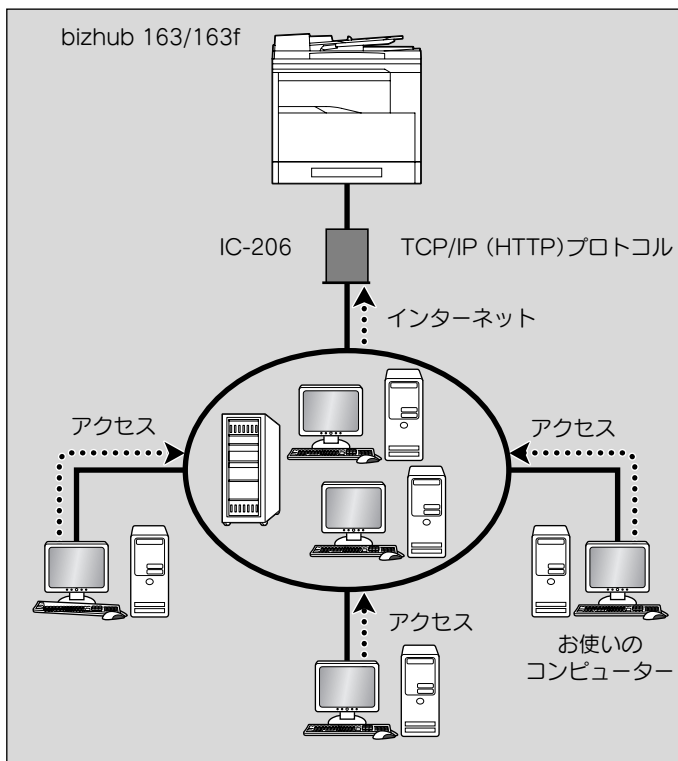 bizhub 163/163f
IC-206
TCP/IP (HTTP)プロトコル
インターネット
アクセス
アクセス
アクセス
お使いの
コンピューター